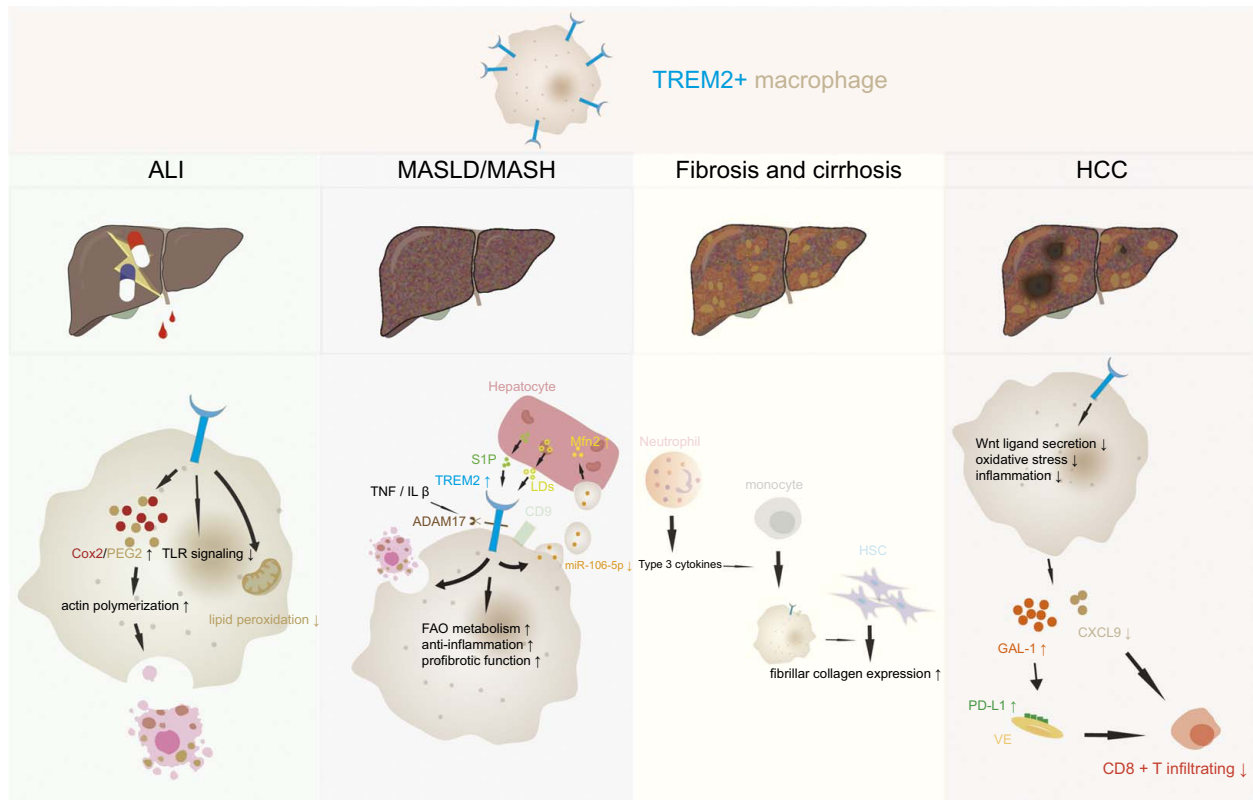 TREM2+ macrophage
ALI
MASLD/MASH
Fibrosis and cirrhosis
HCC
Cox2/PEG2 ↑
TLR signaling ↓
actin polymerization ↑
lipid peroxidation ↓
Hepatocyte
Mfn2 ↑
S1P
TREM2 ↑
LDs
TNF / IL β
CD9
ADAM17
miR-106-5p ↓
FAO metabolism ↑
anti-inflammation ↑
profibrotic function ↑
Neutrophil
monocyte
HSC
Type 3 cytokines
fibrillar collagen expression ↑
Wnt ligand secretion ↓
oxidative stress ↓
inflammation ↓
GAL-1 ↑
CXCL9 ↓
PD-L1 ↑
VE
CD8 + T infiltrating ↓